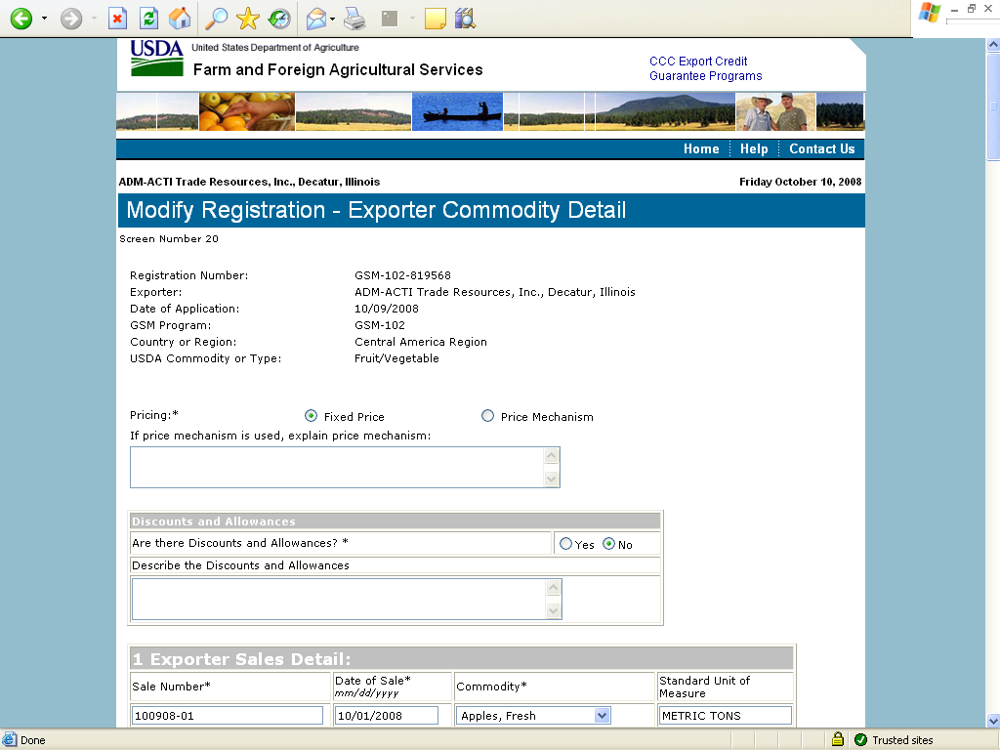 USDA United States Department of Agriculture
Farm and Foreign Agricultural Services
CCC Export Credit
Guarantee Programs
Home Help Contact Us
ADM-ACTI Trade Resources, Inc., Decatur, Illinois Friday October 10, 2008
Modify Registration - Exporter Commodity Detail
Screen Number 20
Registration Number: GSM-102-819568
Exporter: ADM-ACTI Trade Resources, Inc., Decatur, Illinois
Date of Application: 10/09/2008
GSM Program: GSM-102
Country or Region: Central America Region
USDA Commodity or Type: Fruit/Vegetable
Pricing:* Fixed Price Price Mechanism
If price mechanism is used, explain price mechanism:
Discounts and Allowances
Are there Discounts and Allowances? * Yes No
Describe the Discounts and Allowances
1 Exporter Sales Detail:
Sale Number* Date of Sale* mm/dd/yyyy Commodity* Standard Unit of Measure
100908-01 10/01/2008 Apples, Fresh METRIC TONS
Done Trusted sites